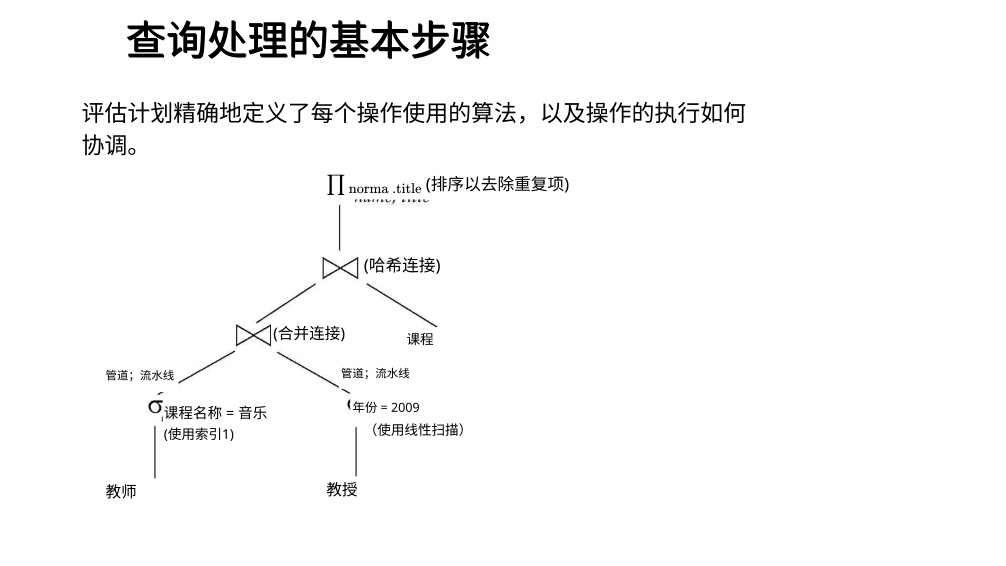 查询处理的基本步骤
评估计划精确地定义了每个操作使用的算法，以及操作的执行如何
协调。
∏ norma .title (排序以去除重复项)
(哈希连接)
(合并连接)
课程
管道；流水线
管道；流水线
σ 课程名称 = 音乐
年份 = 2009
(使用索引1)
（使用线性扫描）
教师
教授